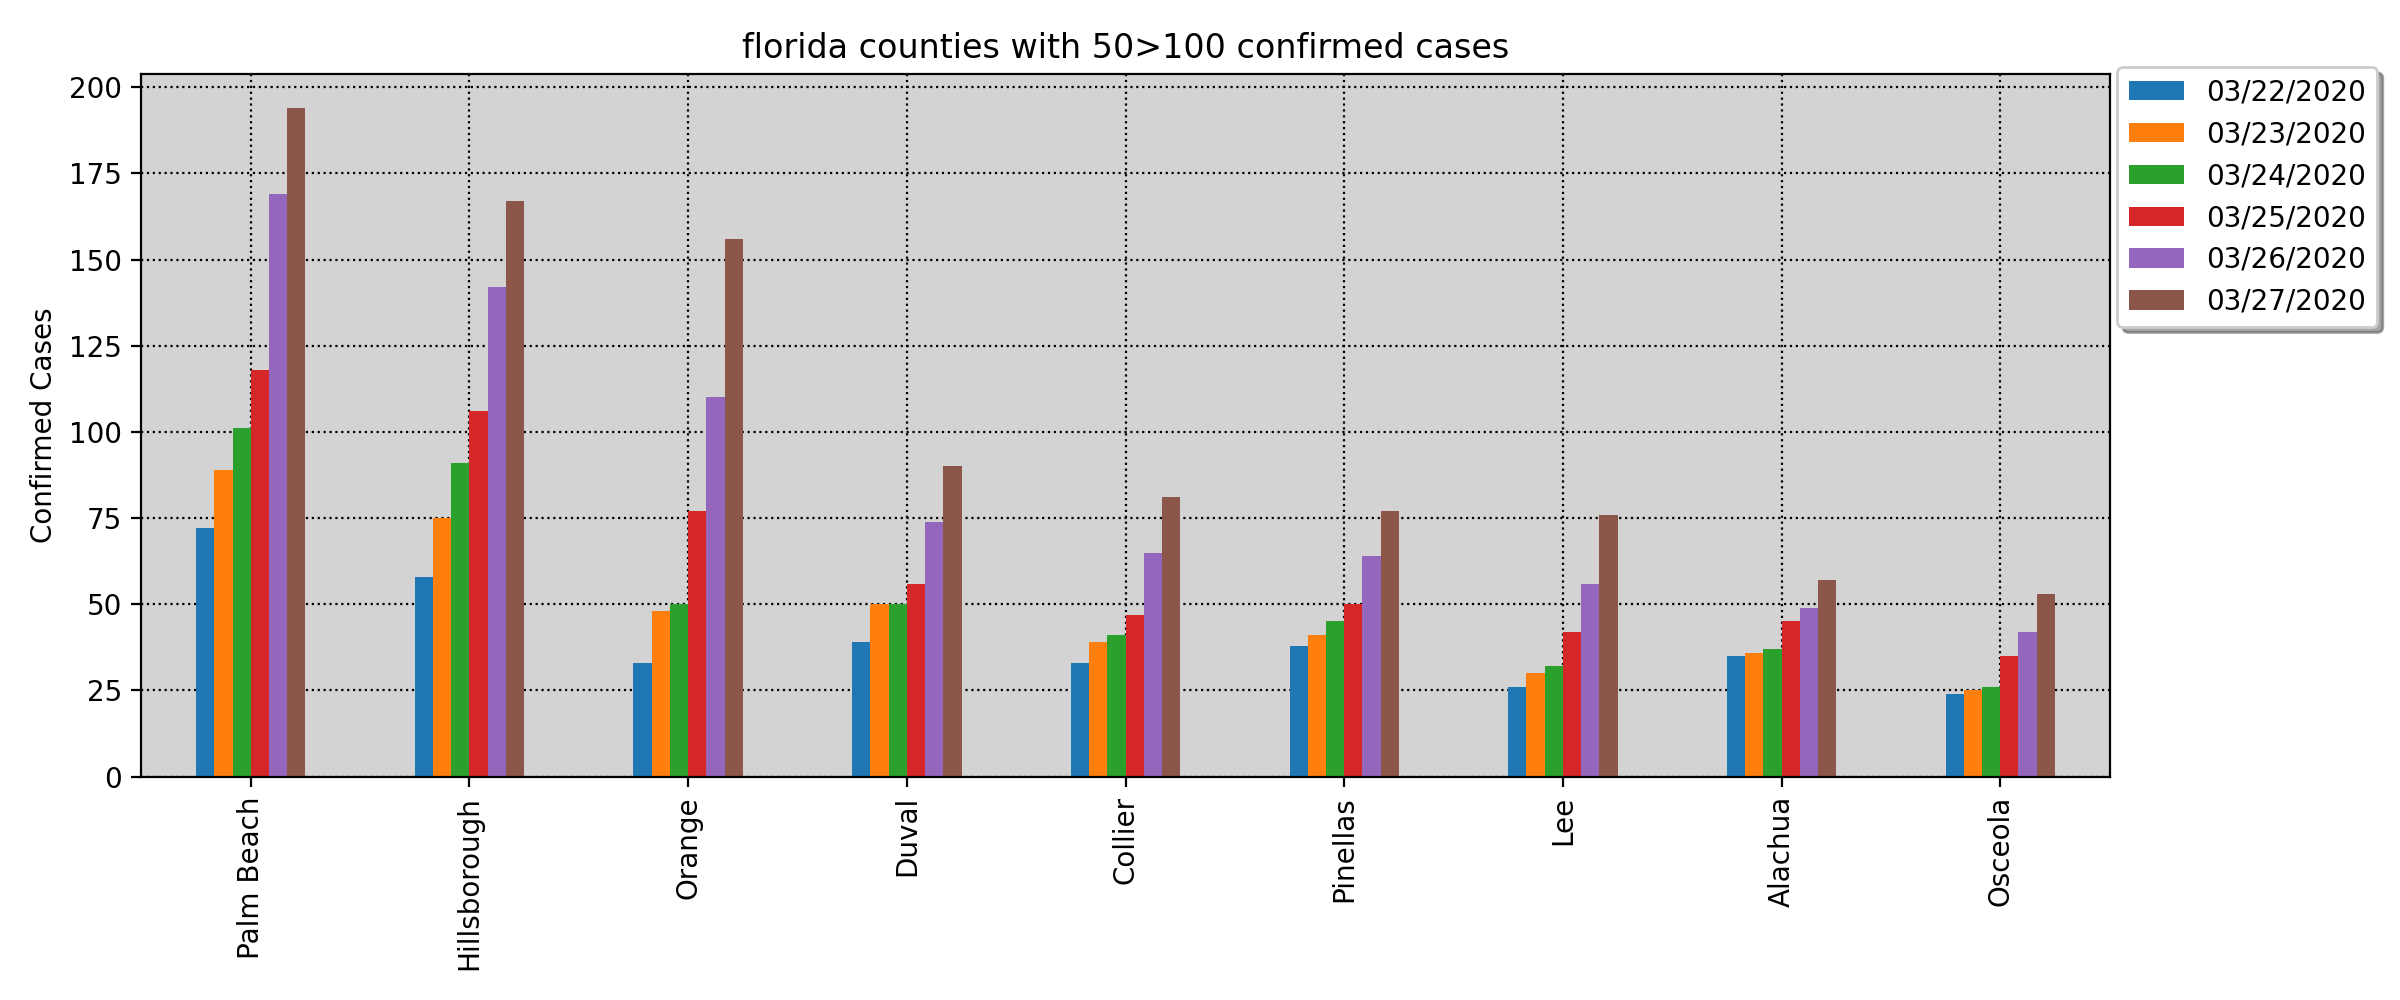 florida counties with 50>100 confirmed cases
Confirmed Cases
200
175
150
125
100
75
50
25
0
Palm Beach
Hillsborough
Orange
Duval
Collier
Pinellas
Lee
Alachua
Osceola
03/22/2020
03/23/2020
03/24/2020
03/25/2020
03/26/2020
03/27/2020